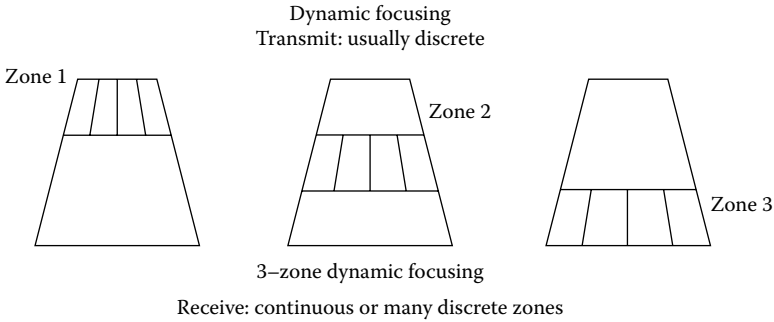 Dynamic focusing
Transmit: usually discrete
Zone 1
Zone 2
Zone 3
3–zone dynamic focusing
Receive: continuous or many discrete zones